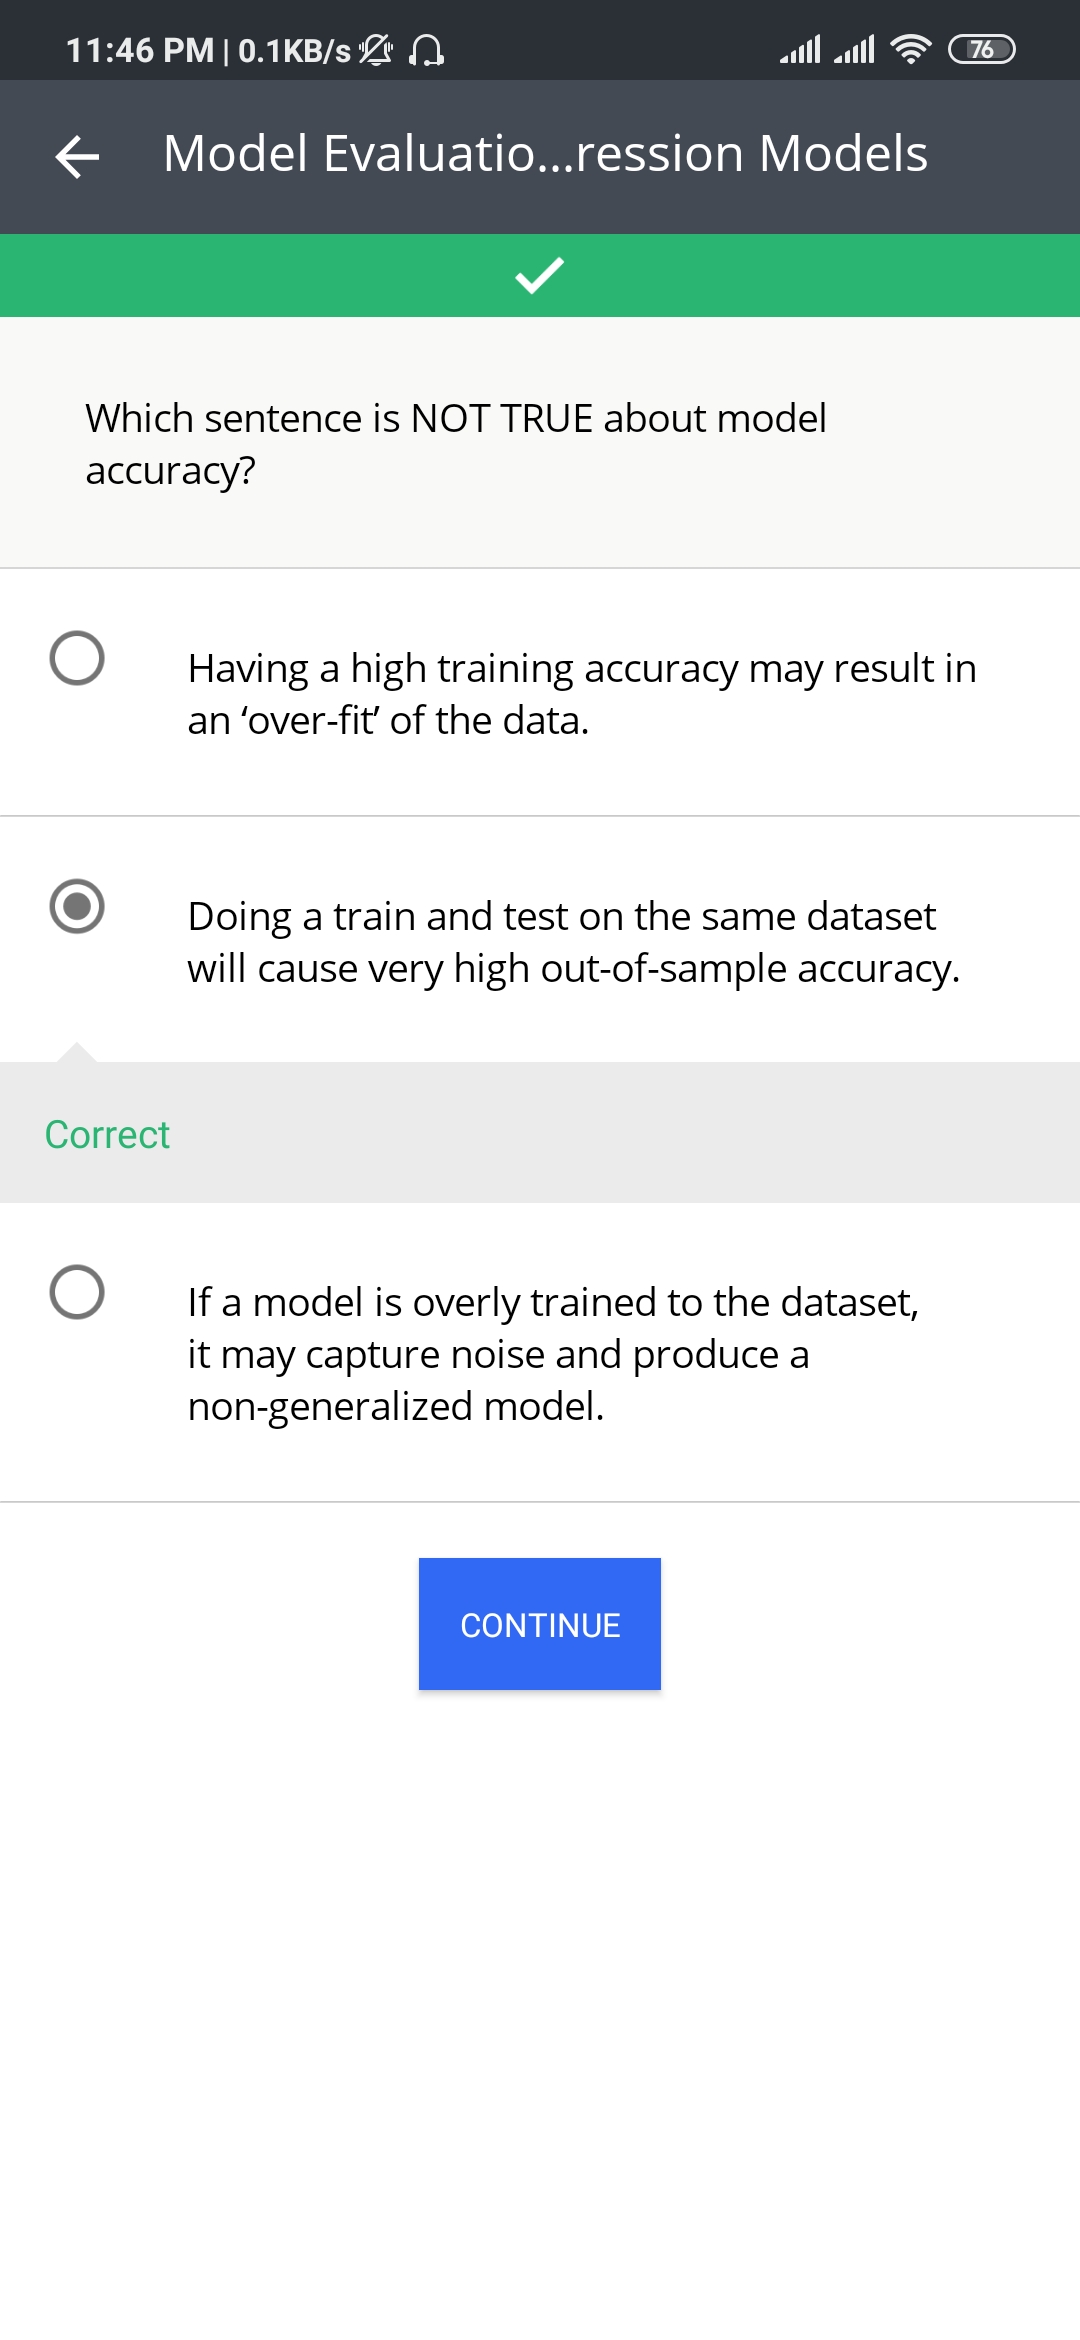 11:46 PM | 0.1KB/s
76
Model Evaluatio...ression Models
Which sentence is NOT TRUE about model
accuracy?
Having a high training accuracy may result in
an ‘over-fit’ of the data.
Doing a train and test on the same dataset
will cause very high out-of-sample accuracy.
Correct
If a model is overly trained to the dataset,
it may capture noise and produce a
non-generalized model.
CONTINUE